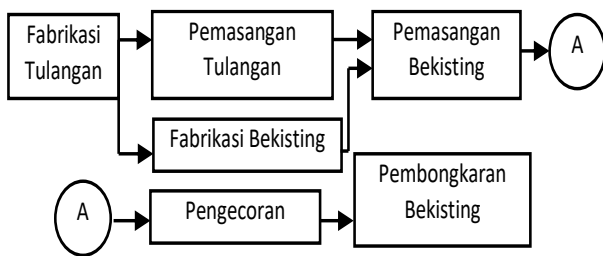 Fabrikasi
Tulangan
Pemasangan
Tulangan
Pemasangan
Bekisting
A
Fabrikasi Bekisting
A
Pengecoran
Pembongkaran
Bekisting